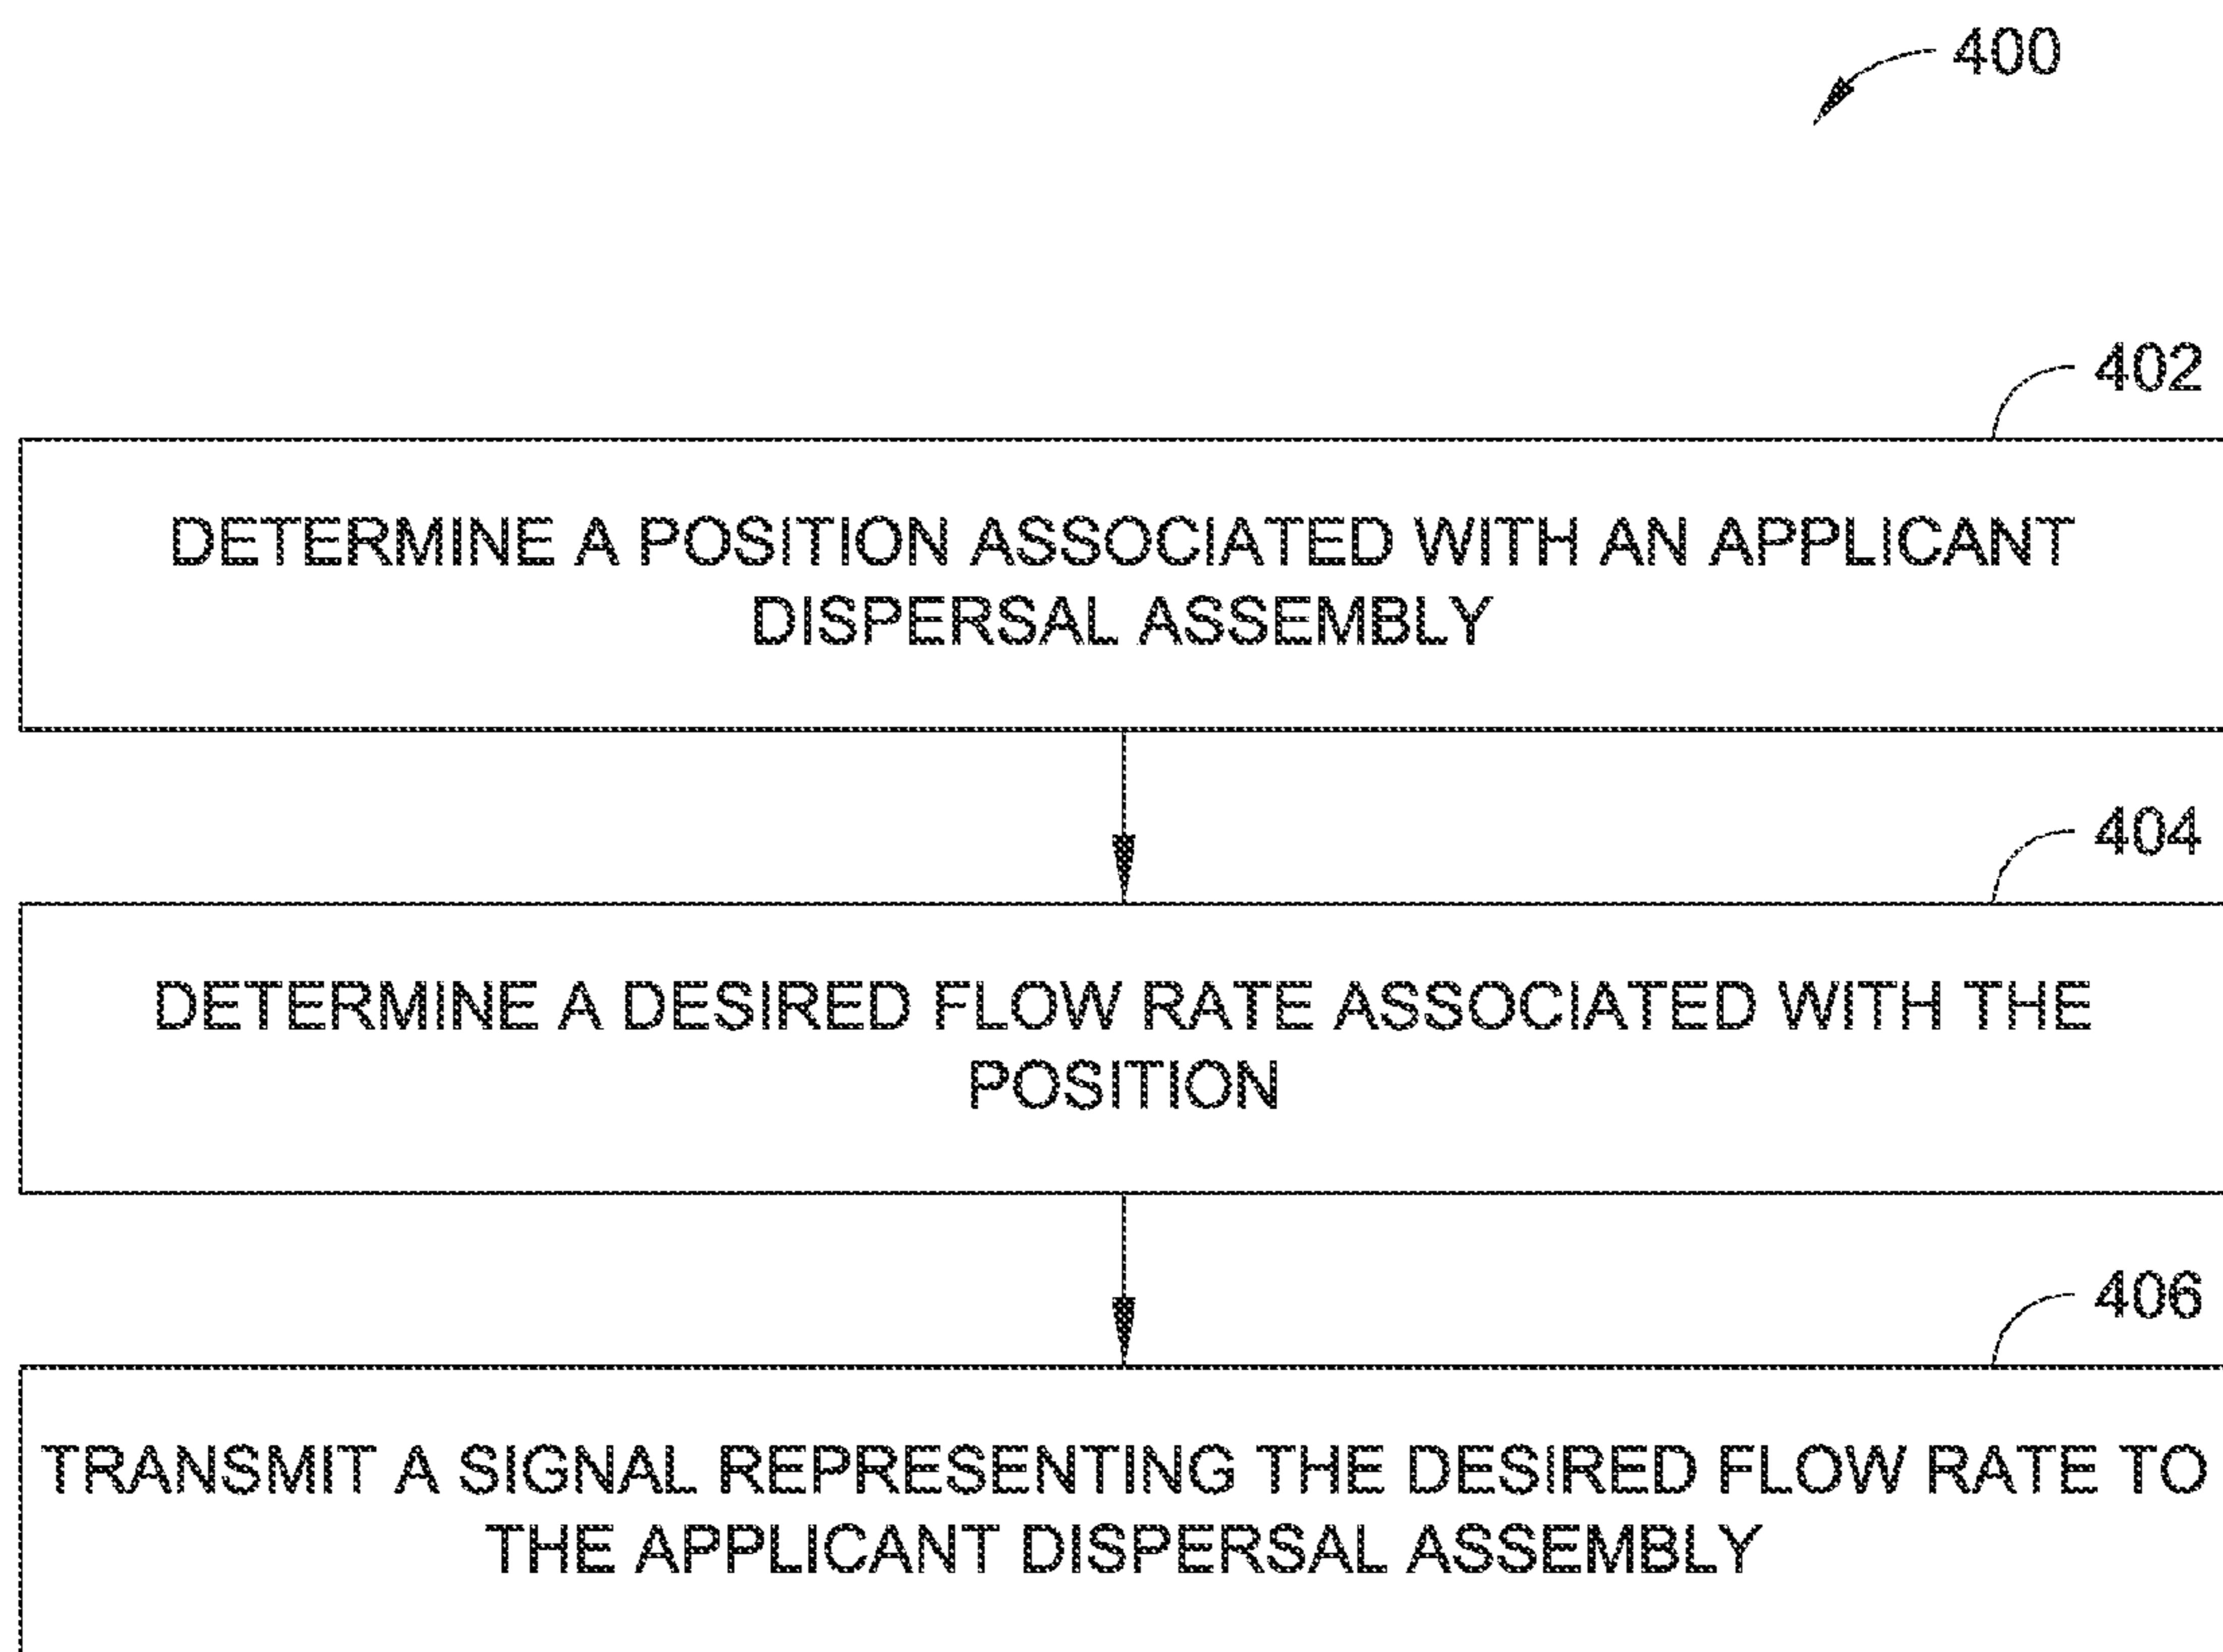 400
402
DETERMINE A POSITION ASSOCIATED WITH AN APPLICANT
DISPERSAL ASSEMBLY
404
DETERMINE A DESIRED FLOW RATE ASSOCIATED WITH THE
POSITION
406
TRANSMIT A SIGNAL REPRESENTING THE DESIRED FLOW RATE TO
THE APPLICANT DISPERSAL ASSEMBLY